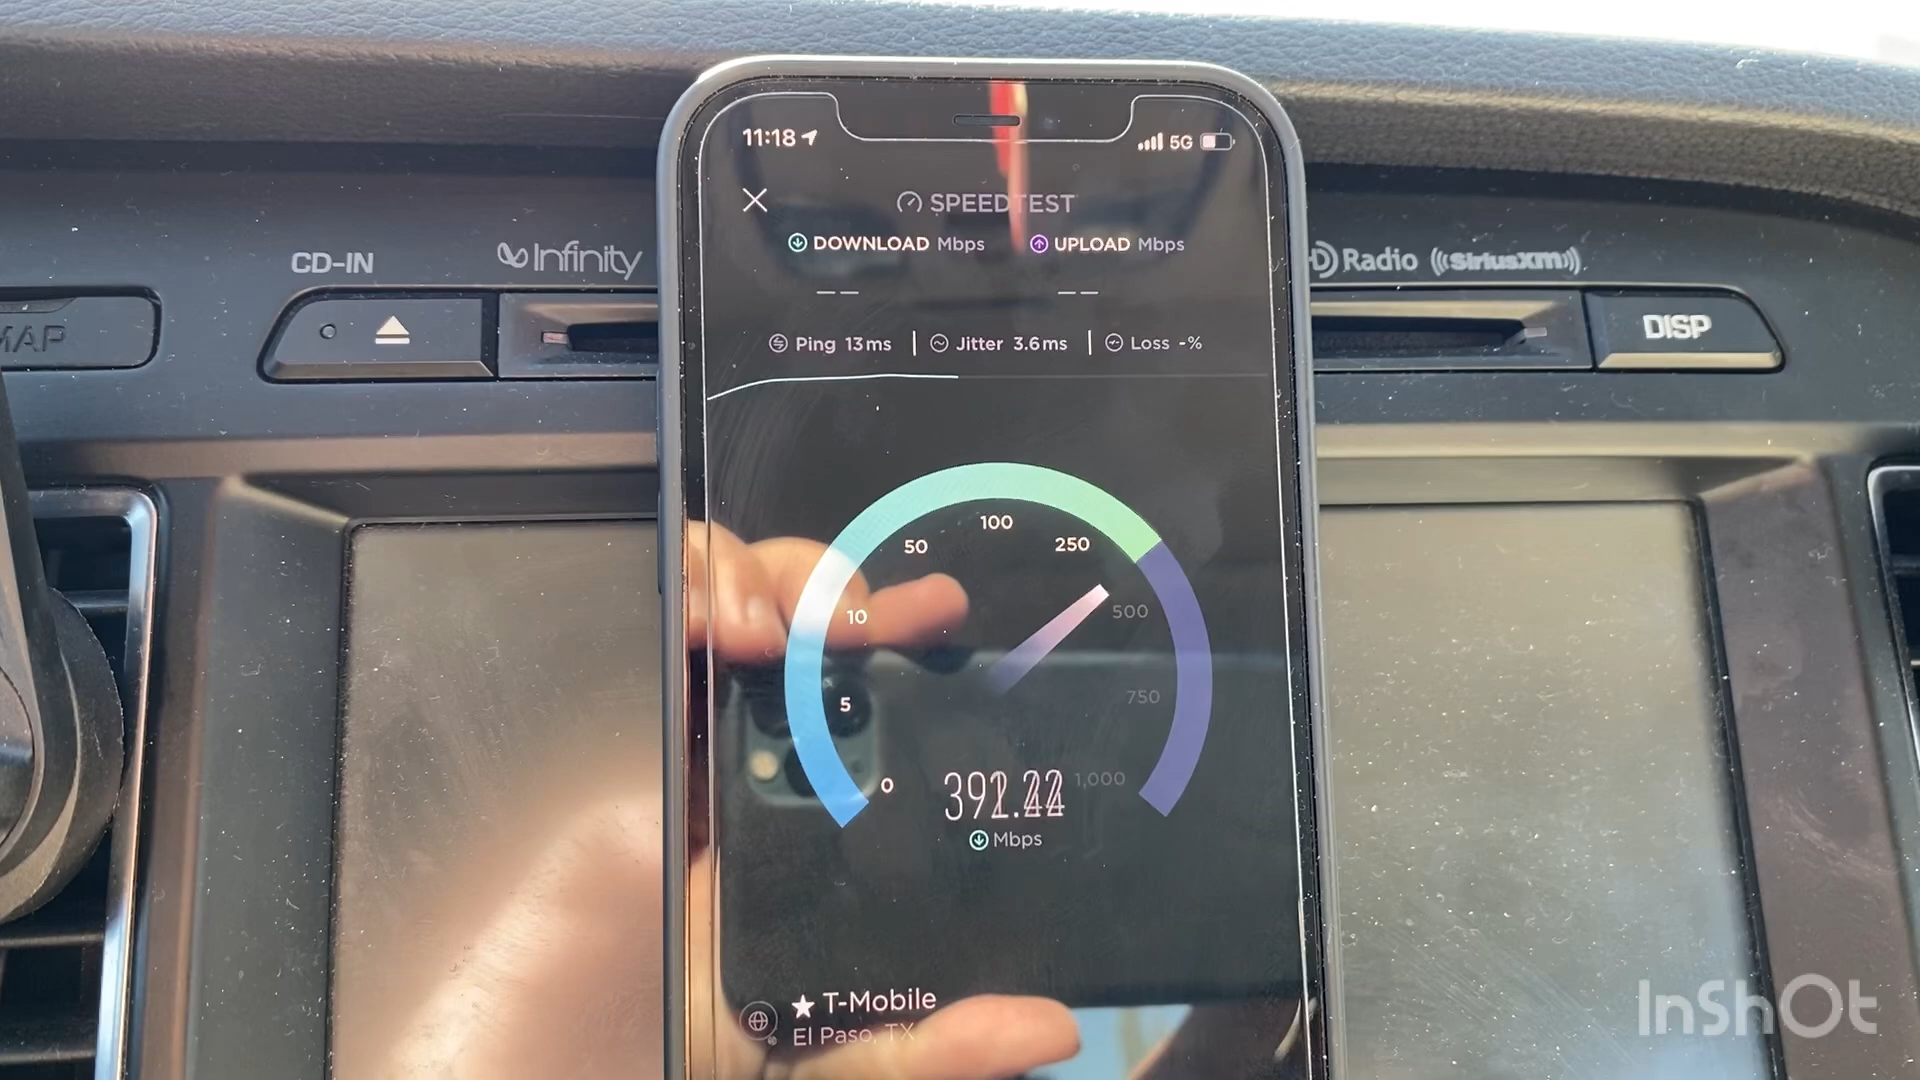 11:18
5G
SPEEDTEST
DOWNLOAD Mbps UPLOAD Mbps
CD-IN
Infinity
Radio ((SiriusXM))
-- --
MAP
DISP
Ping 13ms | Jitter 3.6ms | Loss -%
100
50
250
10
500
5
750
0
1,000
Mbps
T-Mobile
El Paso, TX
InShOt